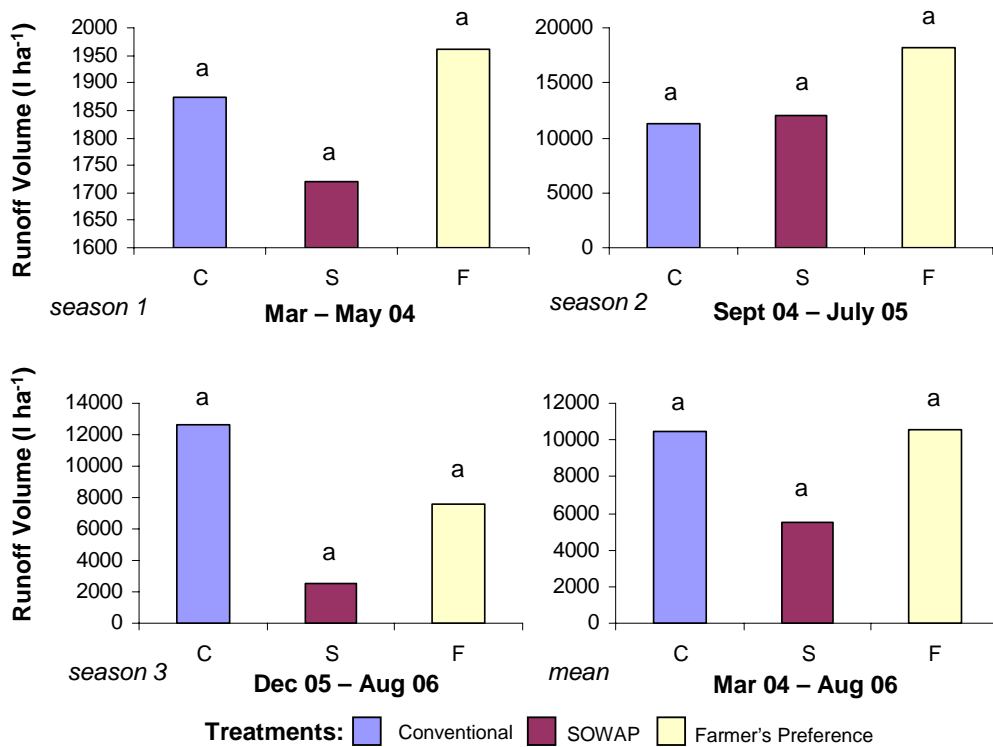 Runoff Volume (l ha-1)
2000
1950
1900
1850
1800
1750
1700
1650
1600
a
a
a
C
S
F
season 1
Mar – May 04
20000
15000
10000
5000
0
a
a
a
C
S
F
season 2
Sept 04 – July 05
Runoff Volume (l ha-1)
14000
12000
10000
8000
6000
4000
2000
0
a
a
a
C
S
F
season 3
Dec 05 – Aug 06
12000
10000
8000
6000
4000
2000
0
a
a
a
C
S
F
mean
Mar 04 – Aug 06
Treatments: Conventional SOWAP Farmer's Preference